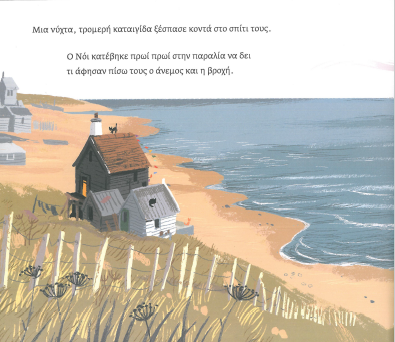 Μια νύχτα, τρομερή καταιγίδα ξέσπασε κοντά στο σπίτι τους.
Ο Νόι κατέβηκε πρωί πρωί στην παραλία να δει
τι άφησαν πίσω τους ο άνεμος και η βροχή.